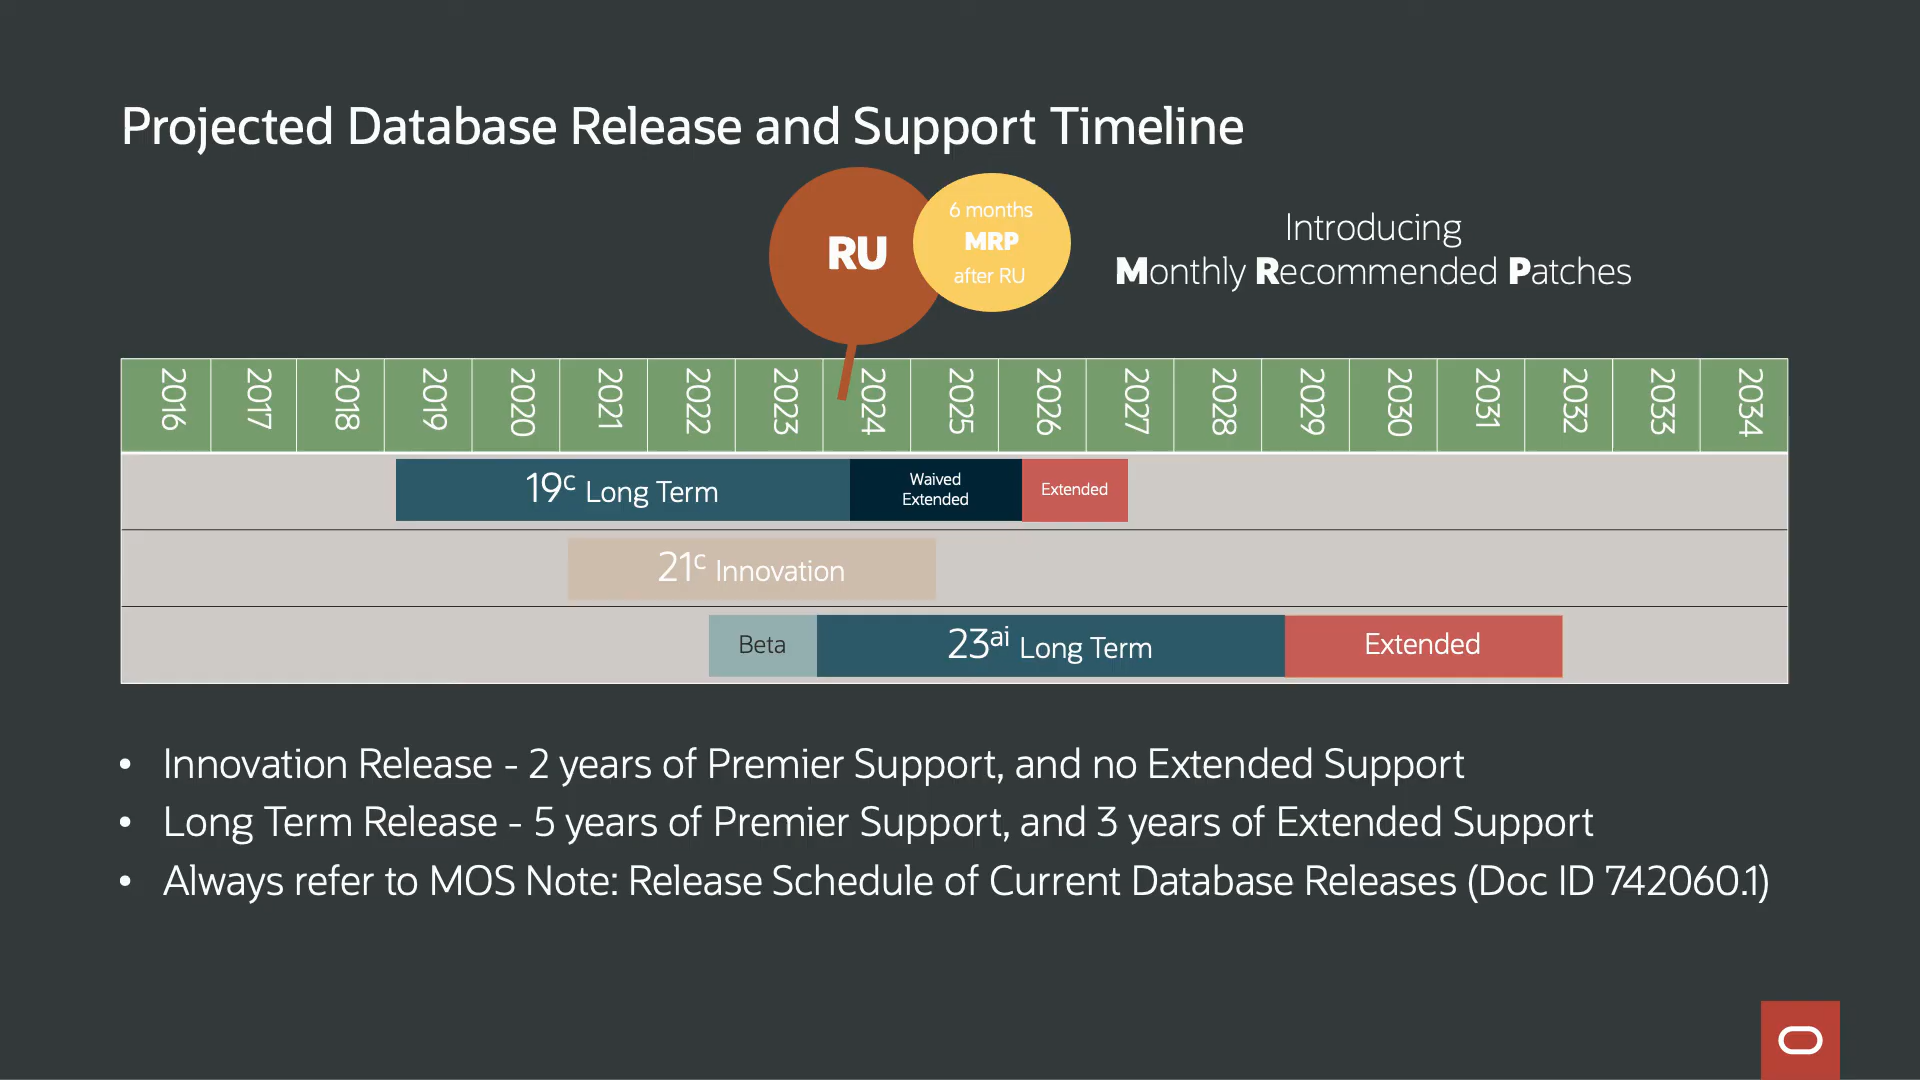 Projected Database Release and Support Timeline
RU
6 months
MRP
after RU
Introducing
Monthly Recommended Patches
2016 2017 2018 2019 2020 2021 2022 2023 2024 2025 2026 2027 2028 2029 2030 2031 2032 2033 2034
19c Long Term
Waived
Extended
Extended
21c Innovation
Beta
23ai Long Term
Extended
• Innovation Release - 2 years of Premier Support, and no Extended Support
• Long Term Release - 5 years of Premier Support, and 3 years of Extended Support
• Always refer to MOS Note: Release Schedule of Current Database Releases (Doc ID 742060.1)